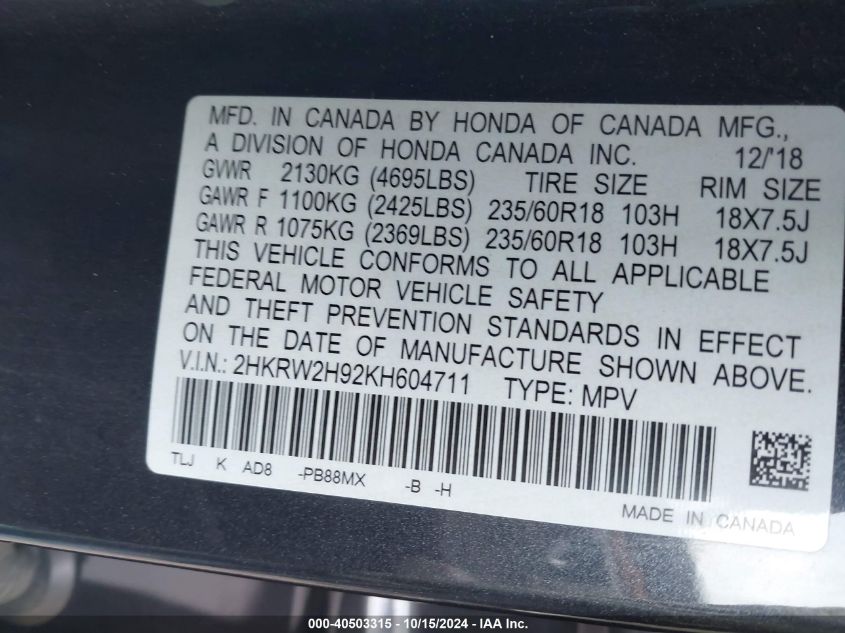 MFD. IN CANADA BY HONDA OF CANADA MFG.,
A DIVISION OF HONDA CANADA INC. 12/'18
GVWR 2130KG (4695LBS) TIRE SIZE RIM SIZE
GAWR F 1100KG (2425LBS) 235/60R18 103H 18X7.5J
GAWR R 1075KG (2369LBS) 235/60R18 103H 18X7.5J
THIS VEHICLE CONFORMS TO ALL APPLICABLE
FEDERAL MOTOR VEHICLE SAFETY
AND THEFT PREVENTION STANDARDS IN EFFECT
ON THE DATE OF MANUFACTURE SHOWN ABOVE.
V.I.N.: 2HKRW2H92KH604711 TYPE: MPV
TLJ K AD8 -PB88MX -B -H
MADE IN CANADA
000-40503315 - 10/15/2024 - IAA Inc.